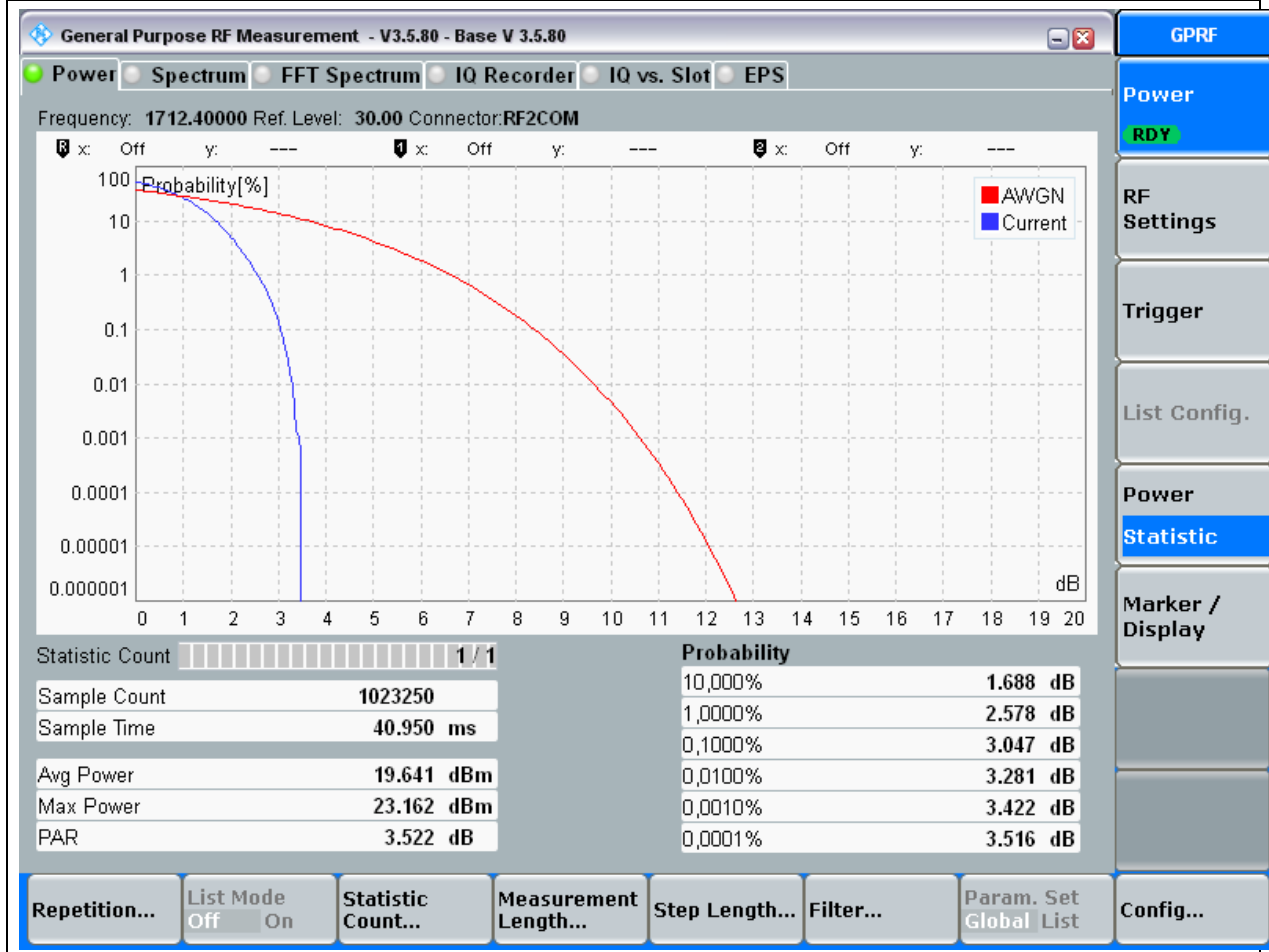 General Purpose RF Measurement - V3.5.80 - Base V 3.5.80
GPRF
Power Spectrum FFT Spectrum IQ Recorder IQ vs. Slot EPS
Frequency: 1712.40000 Ref. Level: 30.00 Connector:RF2COM
R x: Off y: --- 1 x: Off y: --- 2 x: Off y: ---
Probability[%]
AWGN
Current
100
10
1
0.1
0.01
0.001
0.0001
0.00001
0.000001
dB
0 1 2 3 4 5 6 7 8 9 10 11 12 13 14 15 16 17 18 19 20
Statistic Count 1 / 1
Sample Count 1023250
Sample Time 40.950 ms
Avg Power 19.641 dBm
Max Power 23.162 dBm
PAR 3.522 dB
Probability
10,000% 1.688 dB
1,0000% 2.578 dB
0,1000% 3.047 dB
0,0100% 3.281 dB
0,0010% 3.422 dB
0,0001% 3.516 dB
Power
RDY
RF
Settings
Trigger
List Config.
Power
Statistic
Marker /
Display
Repetition...
List Mode
Off On
Statistic
Count...
Measurement
Length...
Step Length...
Filter...
Param. Set
Global List
Config...